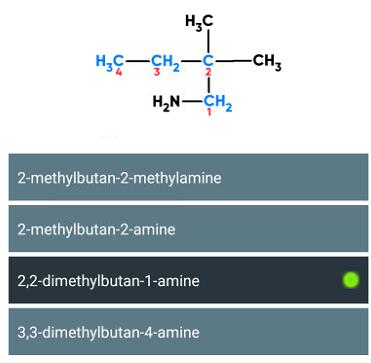 H₃C
H₃C—CH₂—C—CH₃
4 3 2
H₂N—CH₂
1
2-methylbutan-2-methylamine
2-methylbutan-2-amine
2,2-dimethylbutan-1-amine
3,3-dimethylbutan-4-amine